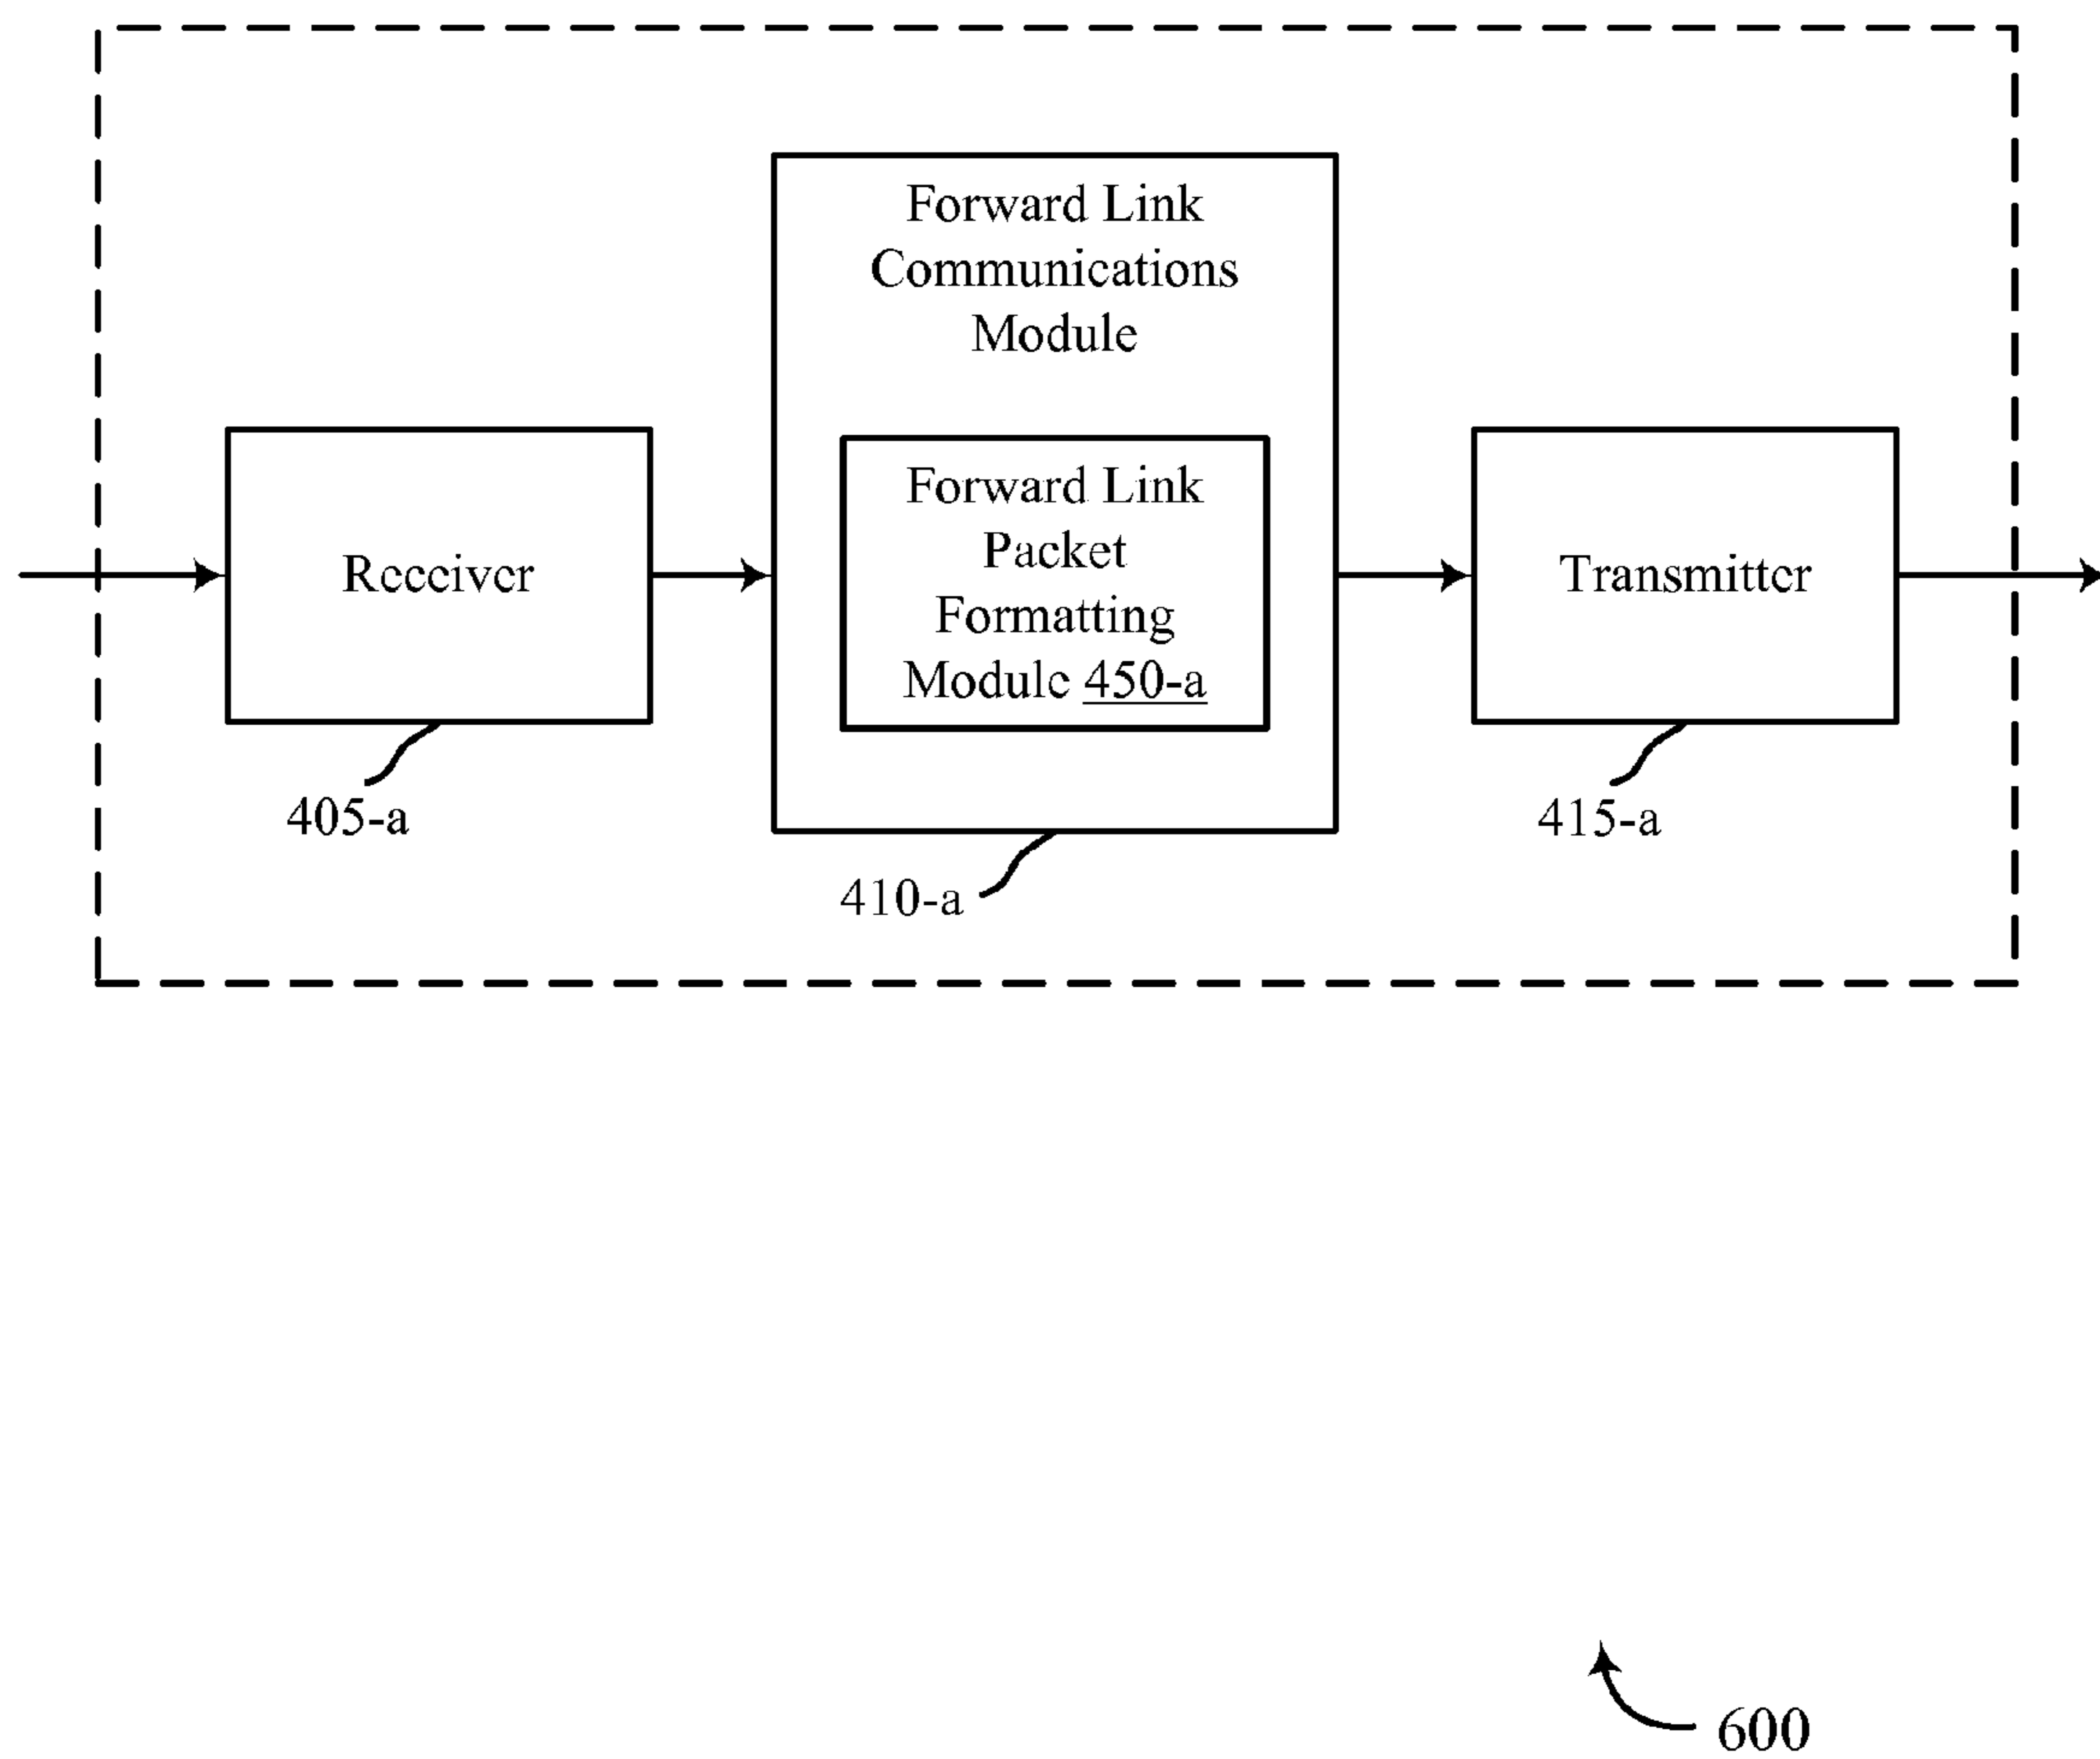 Forward Link
Communications
Module
Forward Link
Packet
Formatting
Module 450-a
Receiver
Transmitter
405-a
415-a
410-a
600